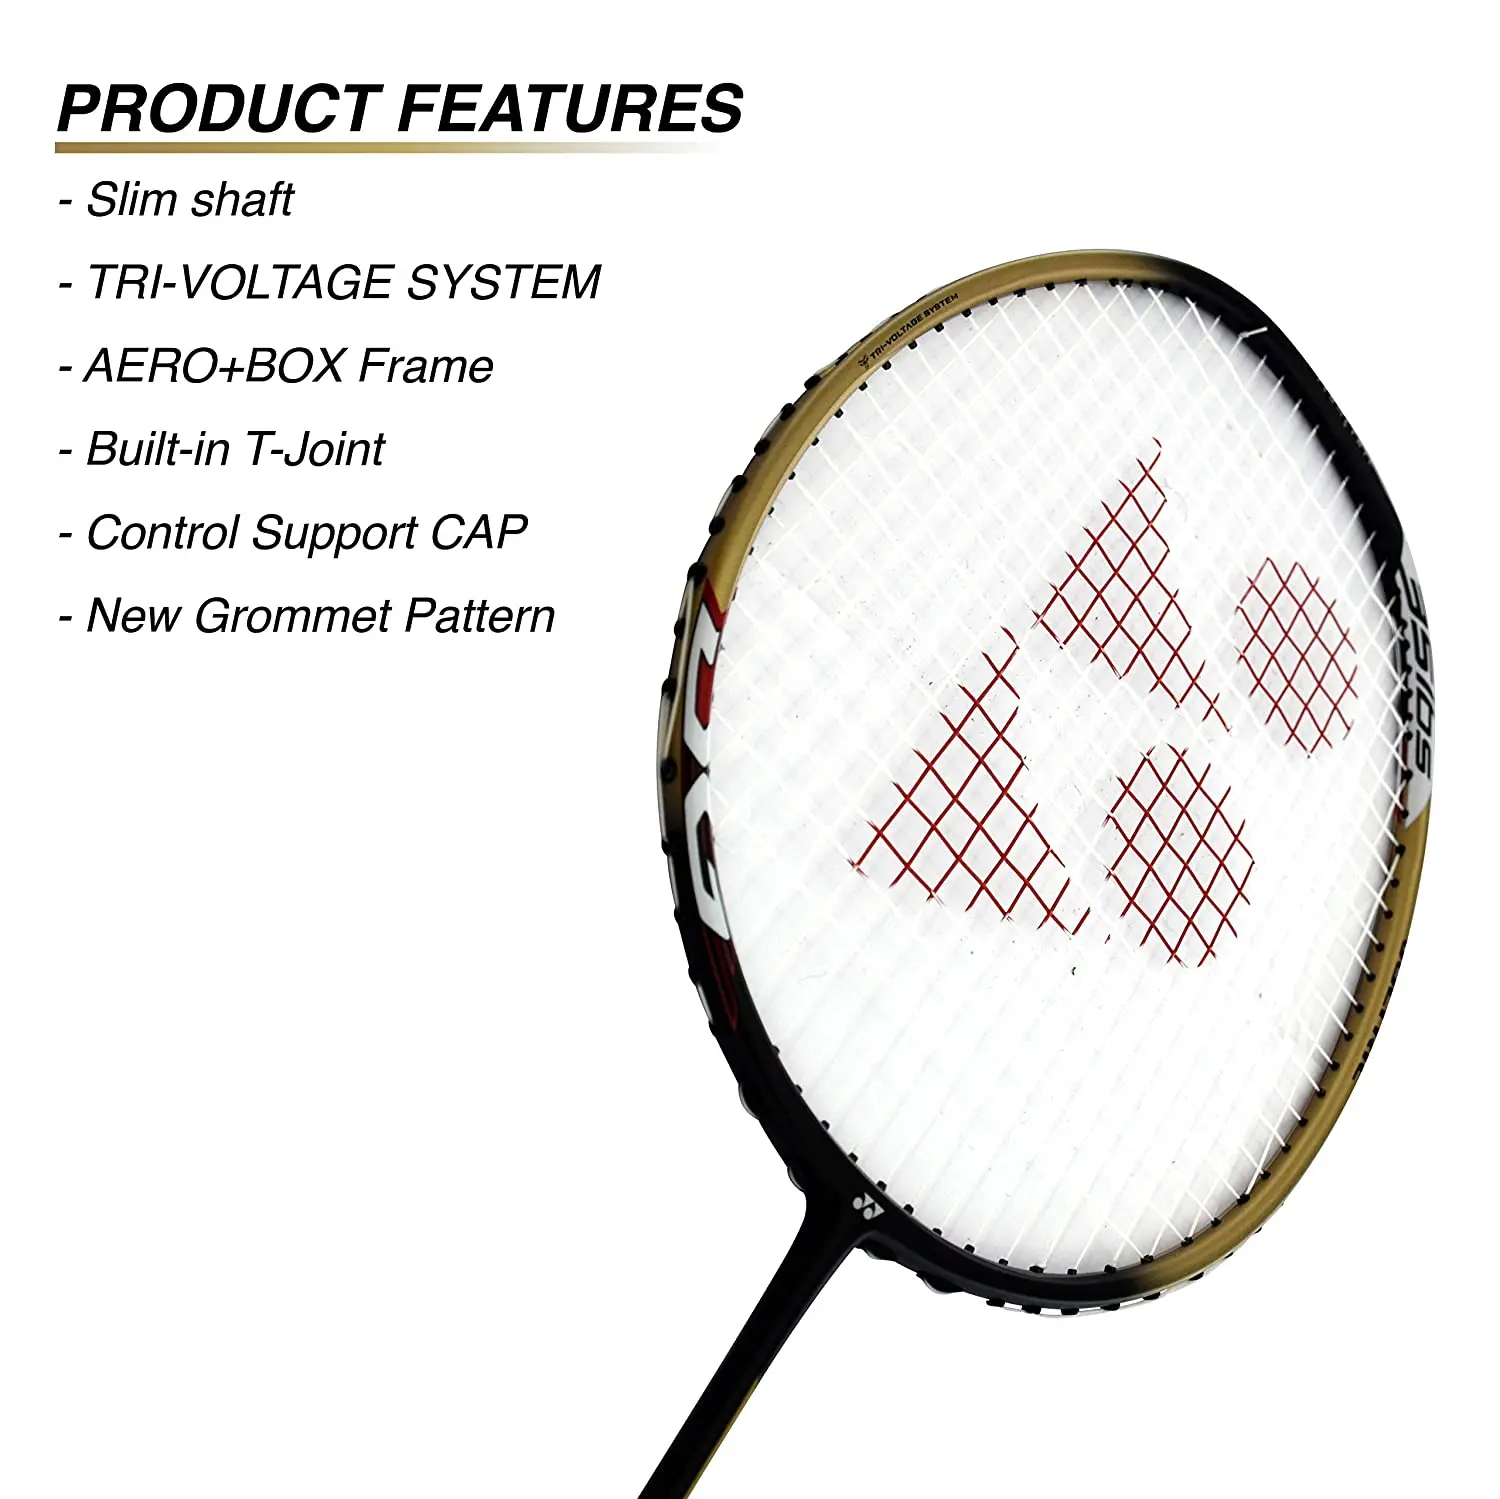 PRODUCT FEATURES
- Slim shaft
- TRI-VOLTAGE SYSTEM
- AERO+BOX Frame
- Built-in T-Joint
- Control Support CAP
- New Grommet Pattern
TRI-VOLTAGE SYSTEM